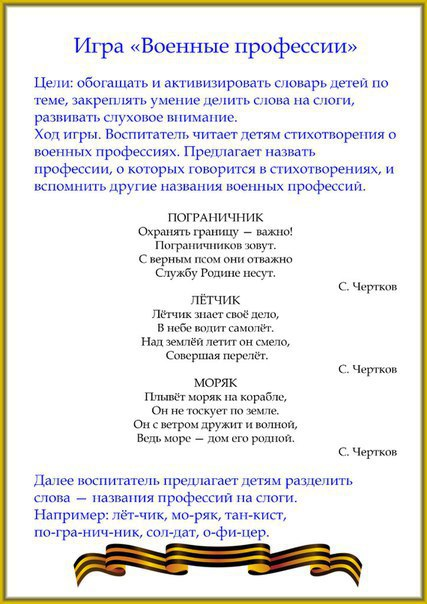 Игра «Военные профессии»
Цели: обогащать и активизировать словарь детей по
теме, закреплять умение делить слова на слоги,
развивать слуховое внимание.
Ход игры. Воспитатель читает детям стихотворения о
военных профессиях. Предлагает назвать
профессии, о которых говорится в стихотворениях, и
вспомнить другие названия военных профессий.
ПОГРАНИЧНИК
Охранять границу — важно!
Пограничников зовут.
С верным псом они отважно
Службу Родине несут.
С. Чертков
ЛЁТЧИК
Лётчик знает своё дело,
В небе водит самолёт.
Над землёй летит он смело,
Совершая перелёт.
С. Чертков
МОРЯК
Плывёт моряк на корабле,
Он не тоскует по земле.
Он с ветром дружит и волной,
Ведь море — дом его родной.
С. Чертков
Далее воспитатель предлагает детям разделить
слова — названия профессий на слоги.
Например: лёт-чик, мо-ряк, тан-кист,
по-гра-нич-ник, сол-дат, о-фи-цер.